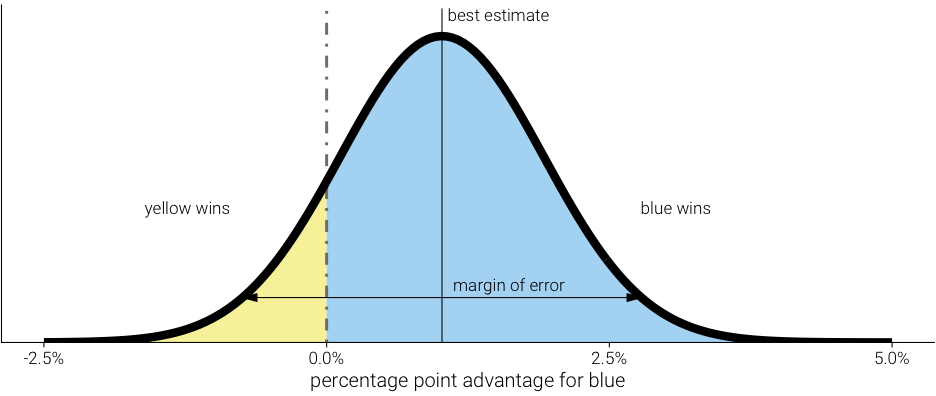 best estimate
yellow wins
blue wins
margin of error
-2.5%
0.0%
2.5%
5.0%
percentage point advantage for blue